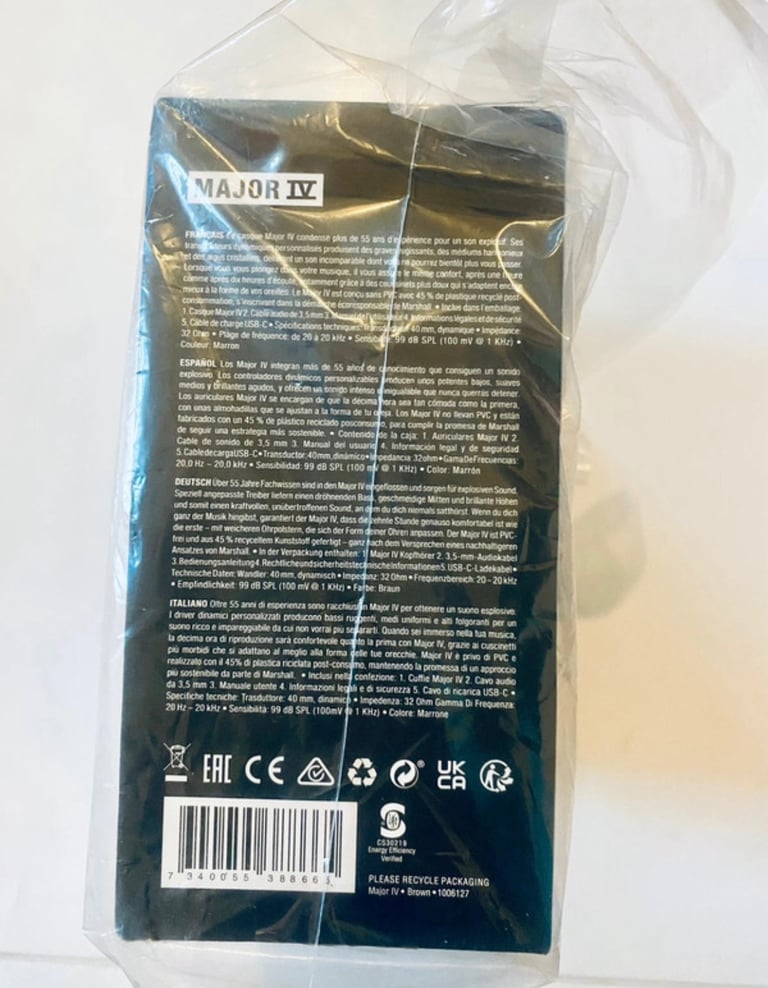 MAJOR IV
FRANÇAIS Le casque Major IV condense plus de 55 ans d'expérience pour un son explosif. Ses
dynamiques personnalisés produisent des graves rugissants, des médiums harmonieux
et des aigus cristallins, délivrant un son incomparable dont vous ne pourrez bientôt plus vous passer.
Lorsque vous vous plongez dans votre musique, il vous assure le même confort, après une heure
comme après dix heures d'écoute, notamment grâce à des coussinets plus doux qui s'adaptent encore
mieux à la forme de vos oreilles. Le Major IV est conçu sans PVC avec 45 % de plastique recyclé post-
consommation, s'inscrivant dans la démarche écoresponsable de Marshall. • Inclus dans l'emballage
1. Casque Major IV 2. Câble audio de 3,5 mm 3. Manuel de l'utilisateur 4. Informations légales et de sécurité
5. Câble de charge USB-C • Spécifications techniques: Transducteur 40 mm, dynamique • Impédance:
32 Ohm • Plage de fréquence: de 20 à 20 kHz • Sensibilité: 99 dB SPL (100 mV @ 1 KHz) •
Couleur: Marron
ESPAÑOL Los Major IV integran más de 55 años de conocimiento que consiguen un sonido
explosivo. Los controladores dinámicos personalizables producen unos potentes bajos, suaves
medios y brillantes agudos, y ofrecen un sonido intenso e inigualable que nunca querrás detener.
Los auriculares Major IV se encargan de que la décima hora sea tan cómoda como la primera,
con unas almohadillas que se ajustan a la forma de tu oreja. Los Major IV no llevan PVC y están
fabricados con un 45 % de plástico reciclado posconsumo, para cumplir la promesa de Marshall
de seguir una estrategia más sostenible. • Contenido de la caja: 1. Auriculares Major IV 2.
Cable de sonido de 3,5 mm 3. Manual del usuario 4. Información legal y de seguridad
5.CabledecargaUSB-C•Transductor:40mm,dinámico•Impedancia:32ohm•GamaDeFrecuencias:
20,0 Hz – 20,0 kHz • Sensibilidad: 99 dB SPL (100 mV @ 1 KHz) • Color: Marrón
DEUTSCH Über 55 Jahre Fachwissen sind in den Major IV eingeflossen und sorgen für explosiven Sound.
Speziell angepasste Treiber liefern einen dröhnenden Bass, geschmeidige Mitten und brillante Höhen
und somit einen kraftvollen, unübertroffenen Sound, an dem du dich niemals satthörst. Wenn du dich
ganz der Musik hingibst, garantiert der Major IV, dass die zehnte Stunde genauso komfortabel ist wie
die erste – mit weicheren Ohrpolstern, die sich der Form deiner Ohren anpassen. Der Major IV ist PVC-
frei und aus 45 % recyceltem Kunststoff gefertigt – ganz nach dem Versprechen eines nachhaltigeren
Ansatzes von Marshall. • In der Verpackung enthalten: 1. Major IV Kopfhörer 2. 3,5-mm-Audiokabel
3.Bedienungsanleitung4.RechtlicheundsicherheitstechnischeInformationen5.USB-C-Ladekabel•
Technische Daten: Wandler: 40 mm, dynamisch • Impedanz: 32 Ohm • Frequenzbereich: 20 – 20 kHz
• Empfindlichkeit: 99 dB SPL (100 mV @ 1 KHz) • Farbe: Braun
ITALIANO Oltre 55 anni di esperienza sono racchiusi in Major IV per ottenere un suono esplosivo.
I driver dinamici personalizzati producono bassi ruggenti, medi uniformi e alti folgoranti per un
suono ricco e impareggiabile da cui non vorrai più separarti. Quando sei immerso nella tua musica,
la decima ora di riproduzione sarà confortevole quanto la prima con Major IV, grazie ai cuscinetti
più morbidi che si adattano al meglio alla forma delle tue orecchie. Major IV è privo di PVC e
realizzato con il 45% di plastica riciclata post-consumo, mantenendo la promessa di un approccio
più sostenibile da parte di Marshall. • Inclusi nella confezione: 1. Cuffie Major IV 2. Cavo audio
da 3,5 mm 3. Manuale utente 4. Informazioni legali e di sicurezza 5. Cavo di ricarica USB-C •
Specifiche tecniche: Trasduttore: 40 mm, dinamico • Impedenza: 32 Ohm Gamma Di Frequenza:
20 Hz – 20 kHz • Sensibilità: 99 dB SPL (100mV @ 1 KHz) • Colore: Marrone
EAC CE UK CA
CS30219
Energy Efficiency
Verified
7 340055 388665
PLEASE RECYCLE PACKAGING
Major IV • Brown • 1006127